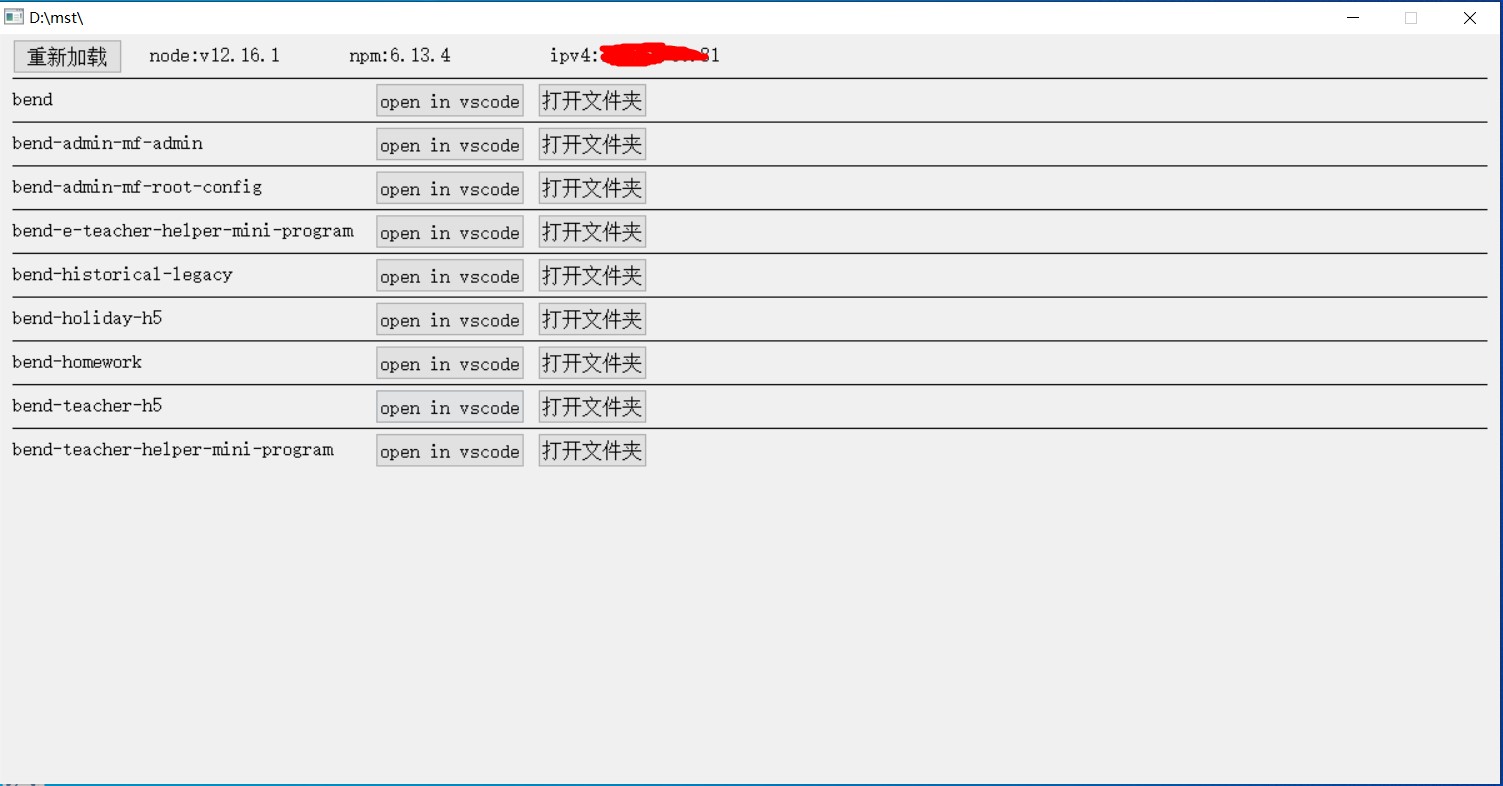 D:\mst\
重新加载 node:v12.16.1 npm:6.13.4 ipv4:
bend open in vscode 打开文件夹
bend-admin-mf-admin open in vscode 打开文件夹
bend-admin-mf-root-config open in vscode 打开文件夹
bend-e-teacher-helper-mini-program open in vscode 打开文件夹
bend-historical-legacy open in vscode 打开文件夹
bend-holiday-h5 open in vscode 打开文件夹
bend-homework open in vscode 打开文件夹
bend-teacher-h5 open in vscode 打开文件夹
bend-teacher-helper-mini-program open in vscode 打开文件夹